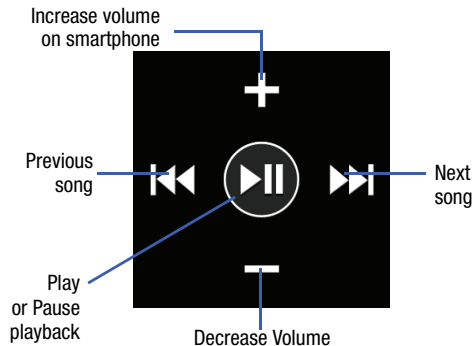 Increase volume
on smartphone
Previous
song
Next
song
Play
or Pause
playback
Decrease Volume